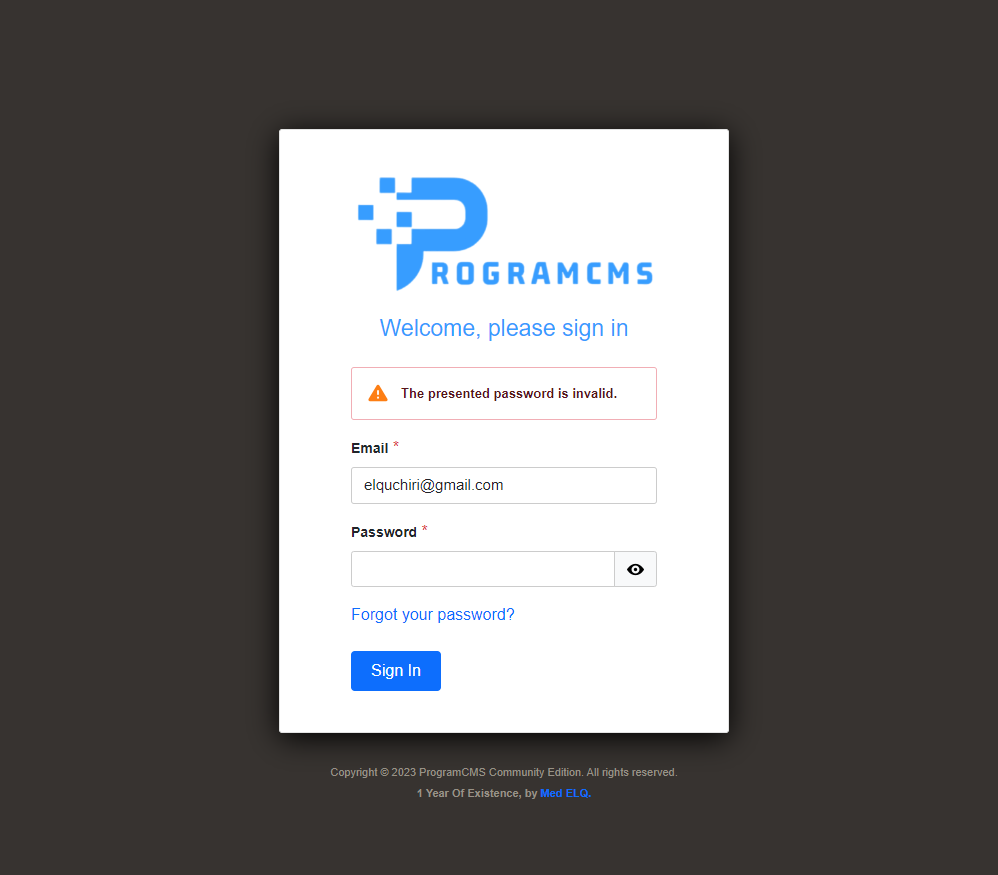 PROGRAMCMS
Welcome, please sign in
The presented password is invalid.
Email *
elquchiri@gmail.com
Password *
Forgot your password?
Sign In
Copyright © 2023 ProgramCMS Community Edition. All rights reserved.
1 Year Of Existence, by Med ELQ.